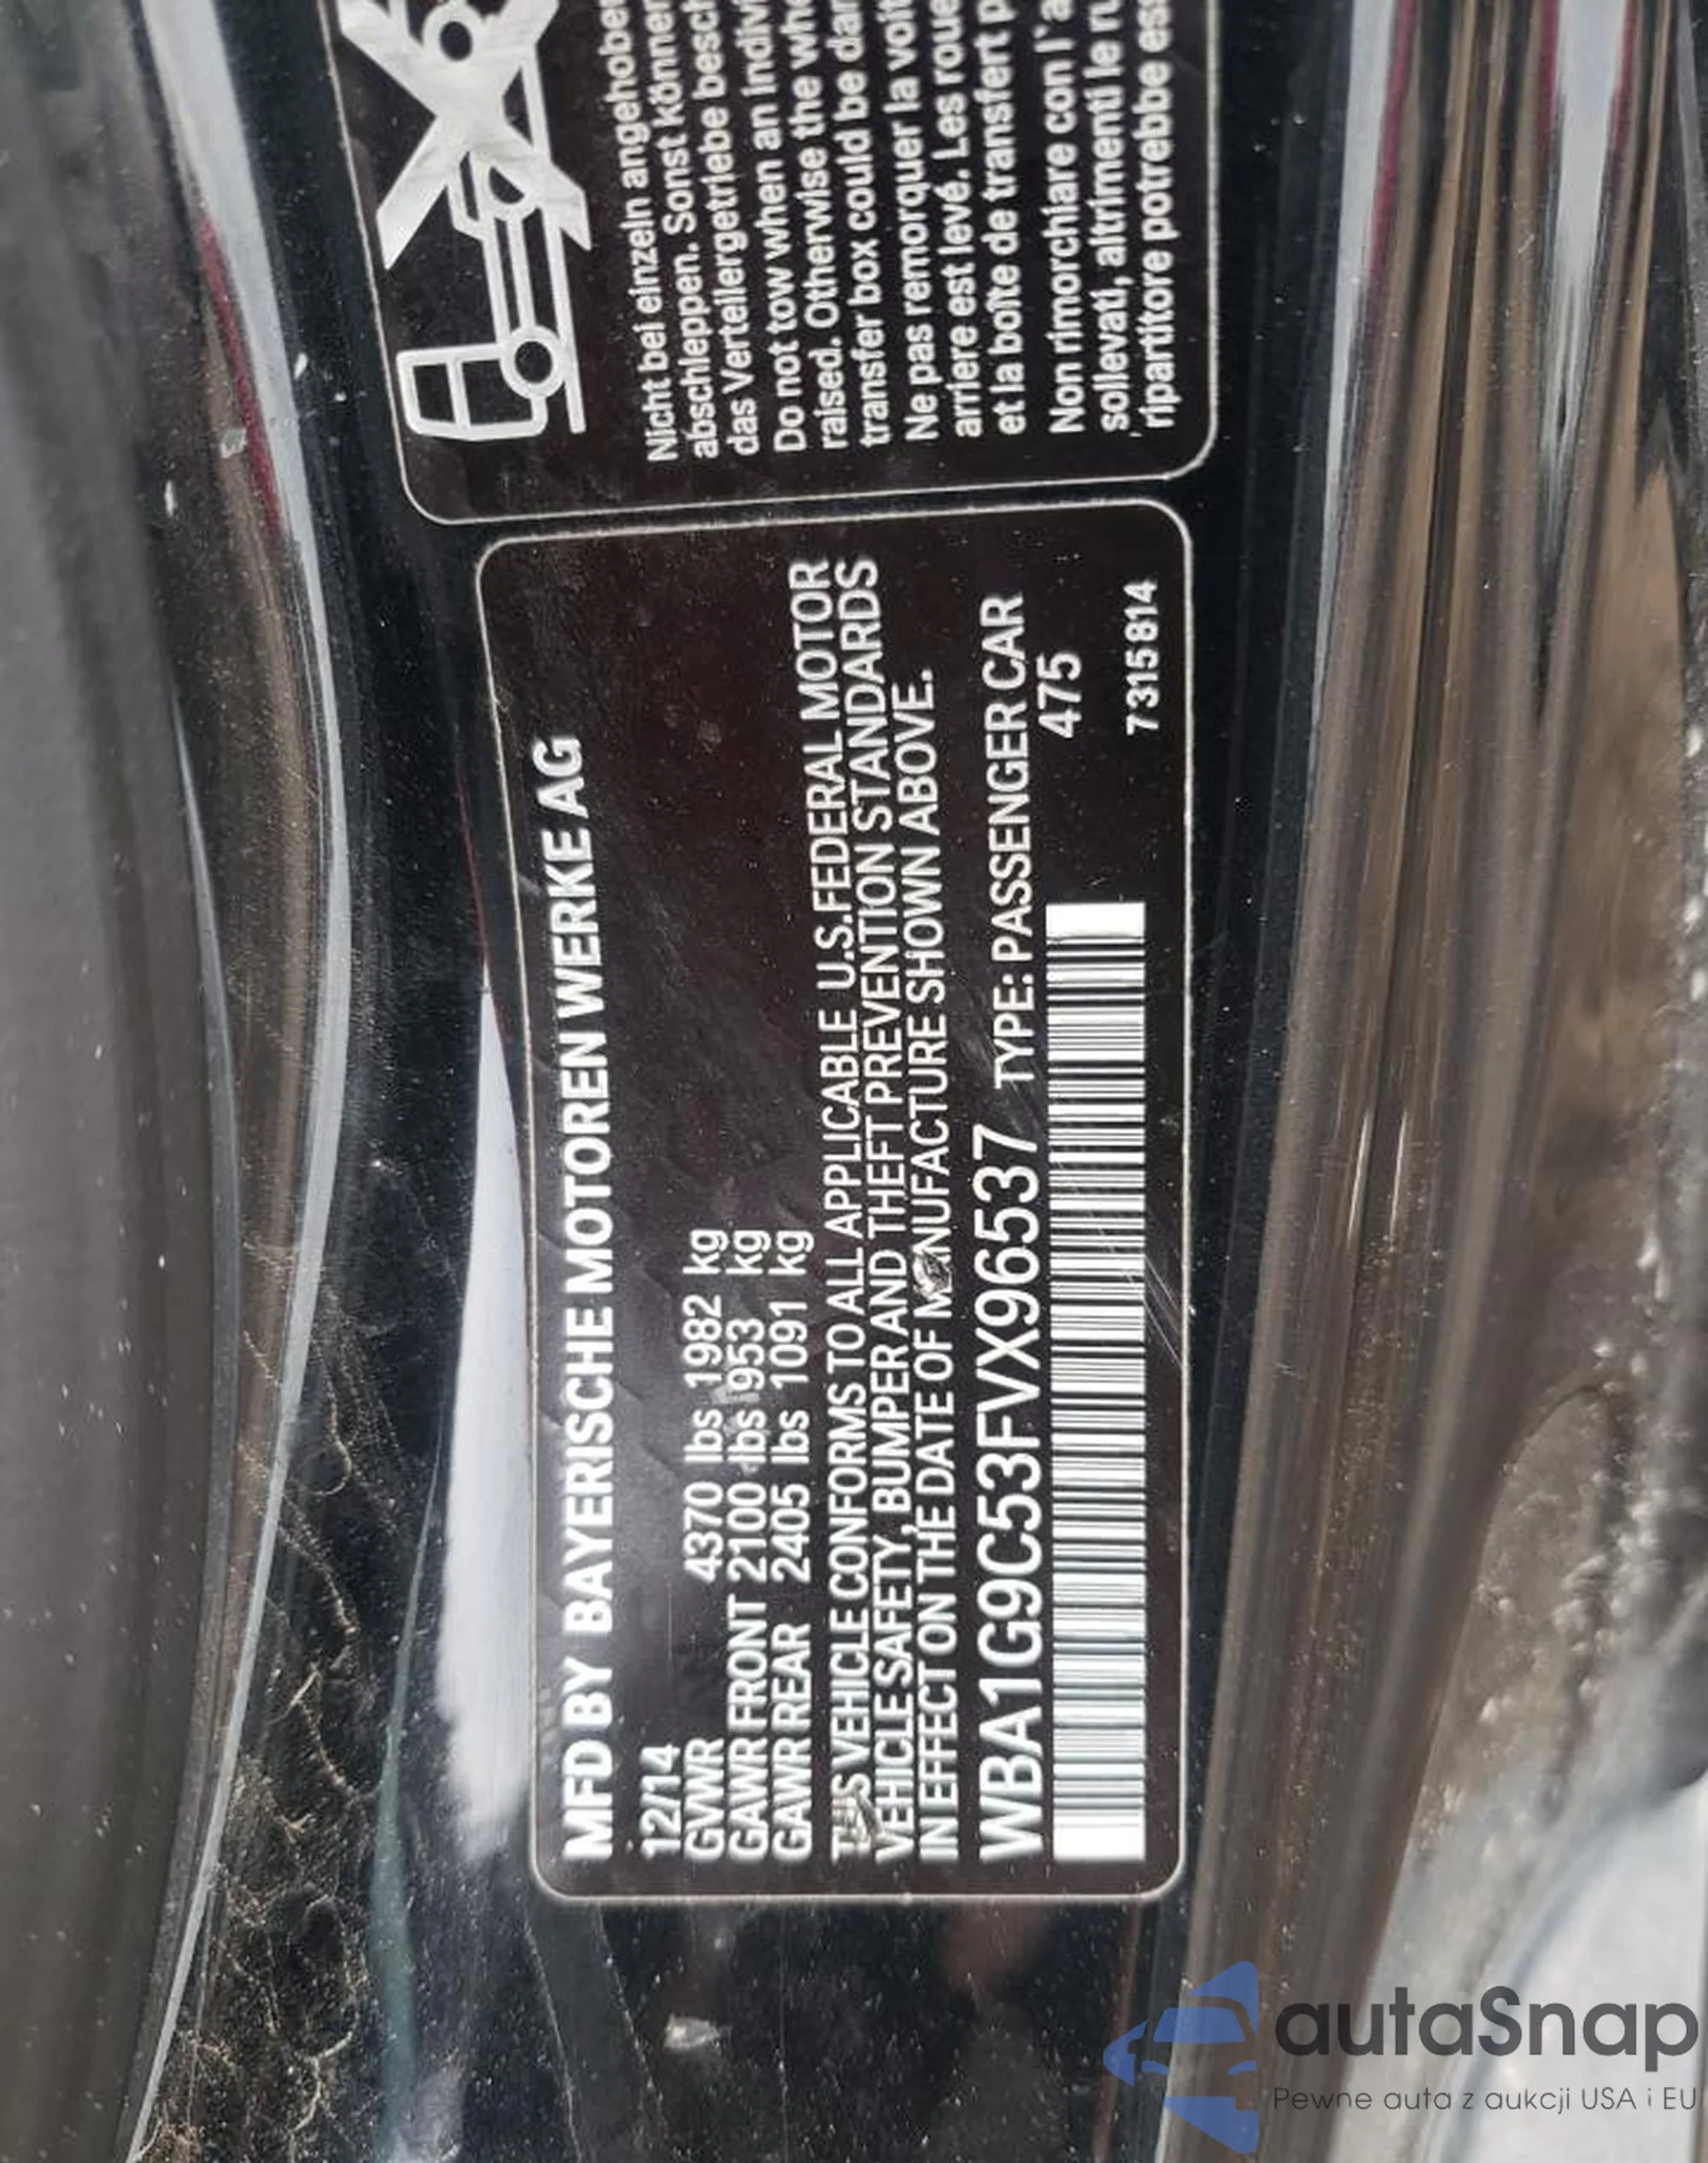 MFD BY BAYERISCHE MOTOREN WERKE AG
12/14
GVWR 4370 lbs 1982 kg
GAWR FRONT 2100 lbs 953 kg
GAWR REAR 2405 lbs 1091 kg
THIS VEHICLE CONFORMS TO ALL APPLICABLE U.S.FEDERAL MOTOR
VEHICLE SAFETY, BUMPER AND THEFT PREVENTION STANDARDS
IN EFFECT ON THE DATE OF MANUFACTURE SHOWN ABOVE.
WBA1G9C53FVX96537 TYPE: PASSENGER CAR
475
7315814
Nicht bei einzeln angehoben
abschleppen. Sonst können
das Verteilergetriebe besch
Do not tow when an indivi
raised. Otherwise the whe
transfer box could be dam
Ne pas remorquer la voit
arriere est levé. Les roue
et la boîte de transfert p
Non rimorchiare con l'a
sollevati, altrimenti le ru
ripartitore potrebbe es
autaSnap
Pewne auta z aukcji USA i EU